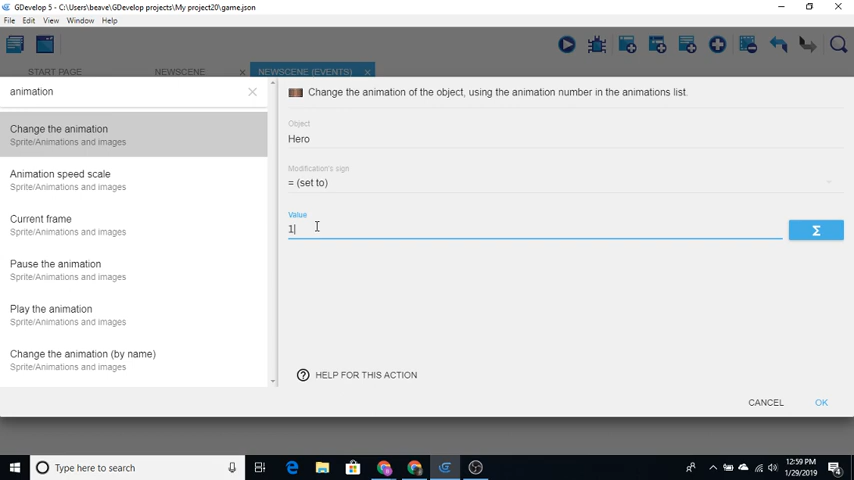 GDevelop 5 - C:\Users\beave\GDevelop projects\My project20\game.json
File Edit View Window Help
START PAGE
NEWSCENE
NEWSCENE (EVENTS)
animation
Change the animation
Sprite/Animations and images
Animation speed scale
Sprite/Animations and images
Current frame
Sprite/Animations and images
Pause the animation
Sprite/Animations and images
Play the animation
Sprite/Animations and images
Change the animation (by name)
Sprite/Animations and images
Change the animation of the object, using the animation number in the animations list.
Object
Hero
Modification's sign
= (set to)
Value
1
Σ
HELP FOR THIS ACTION
CANCEL
OK
Type here to search
12:59 PM
1/29/2019
4